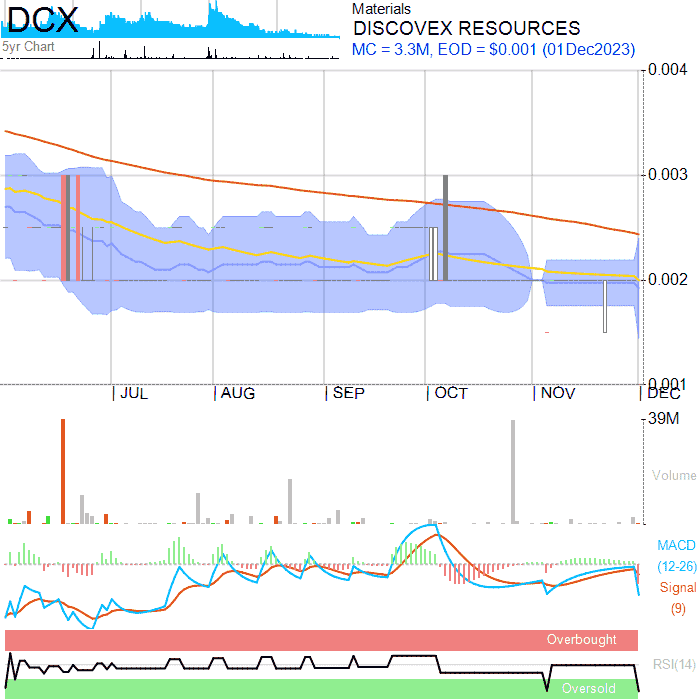 DCX
5yr Chart
Materials
DISCOVEX RESOURCES
MC = 3.3M, EOD = $0.001 (01Dec2023)
0.004
0.003
0.002
0.001
JUL AUG SEP OCT NOV DEC
39M
Volume
MACD
(12-26)
Signal
(9)
Overbought
RSI(14)
Oversold